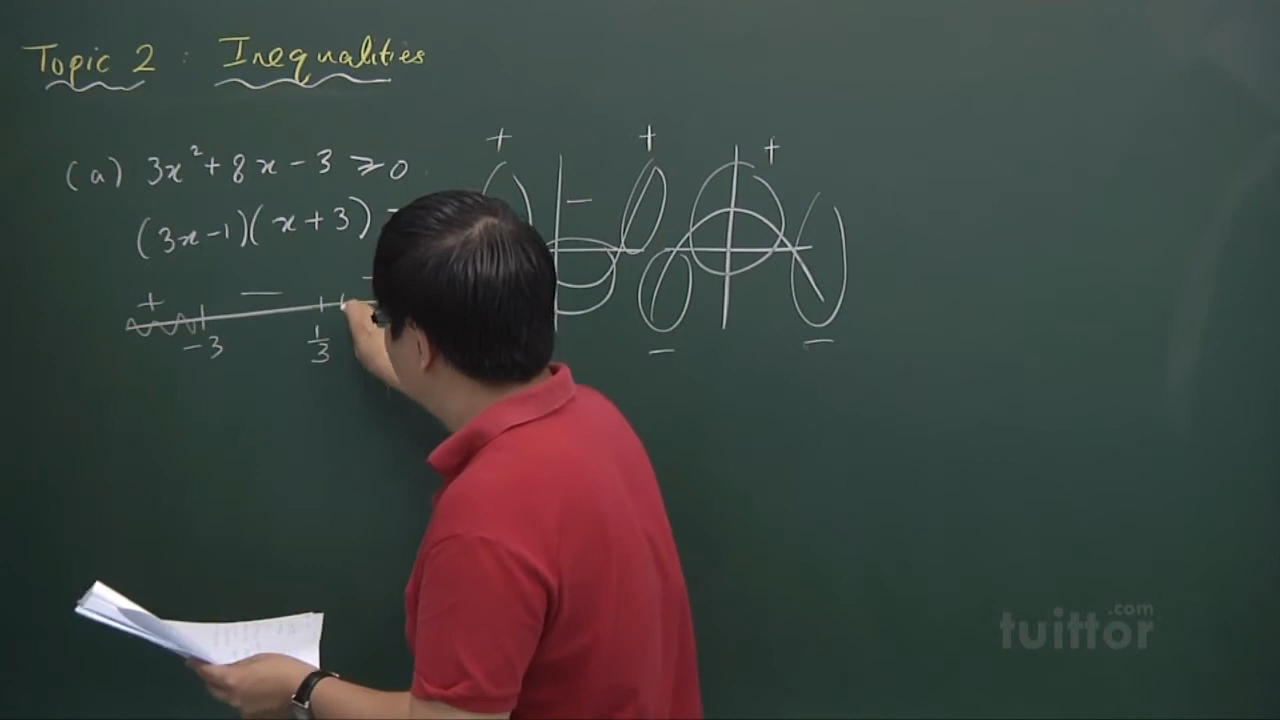 Topic 2 : Inequalities
(a) 3x² + 8x - 3 ≥ 0
(3x-1)(x+3)
+ −
-3 1/3
+ + +
−
− −
tuittor.com